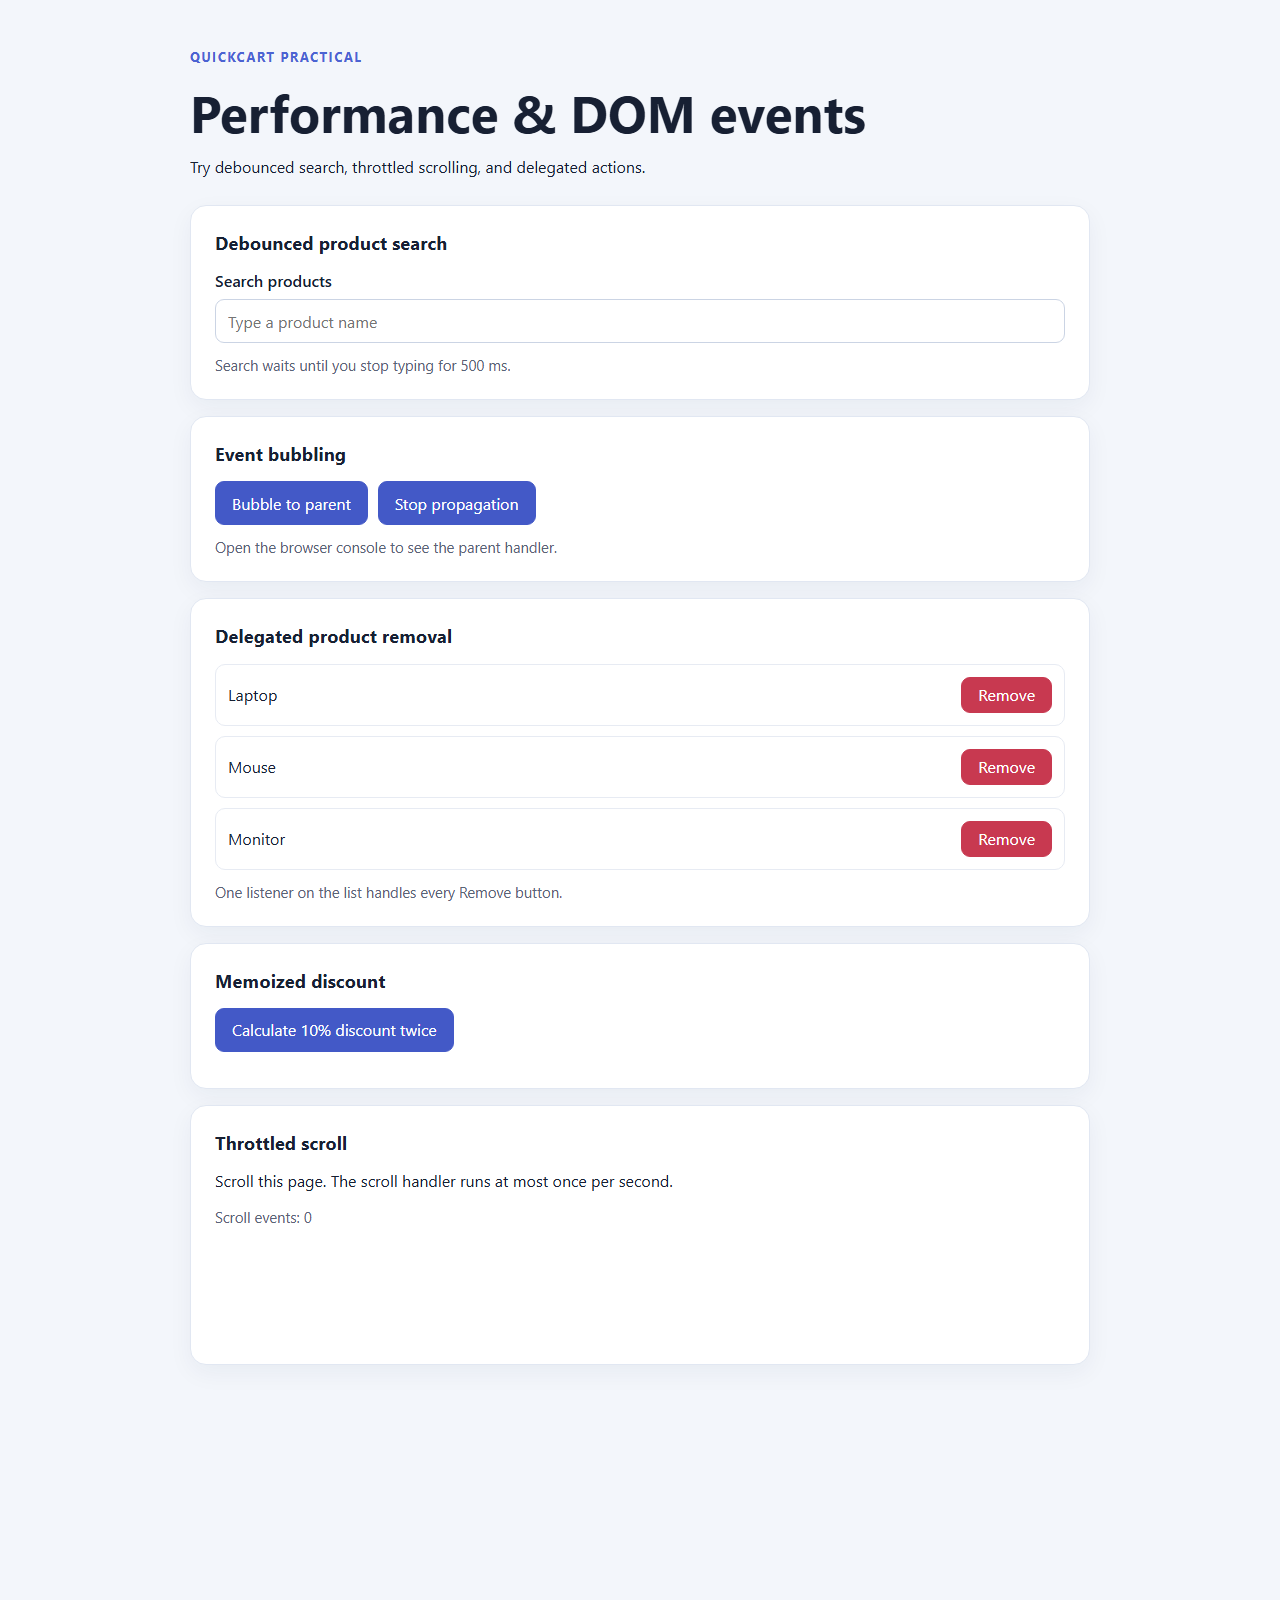 QUICKCART PRACTICAL
Performance & DOM events
Try debounced search, throttled scrolling, and delegated actions.
Debounced product search
Search products
Type a product name
Search waits until you stop typing for 500 ms.
Event bubbling
Bubble to parent
Stop propagation
Open the browser console to see the parent handler.
Delegated product removal
Laptop
Remove
Mouse
Remove
Monitor
Remove
One listener on the list handles every Remove button.
Memoized discount
Calculate 10% discount twice
Throttled scroll
Scroll this page. The scroll handler runs at most once per second.
Scroll events: 0